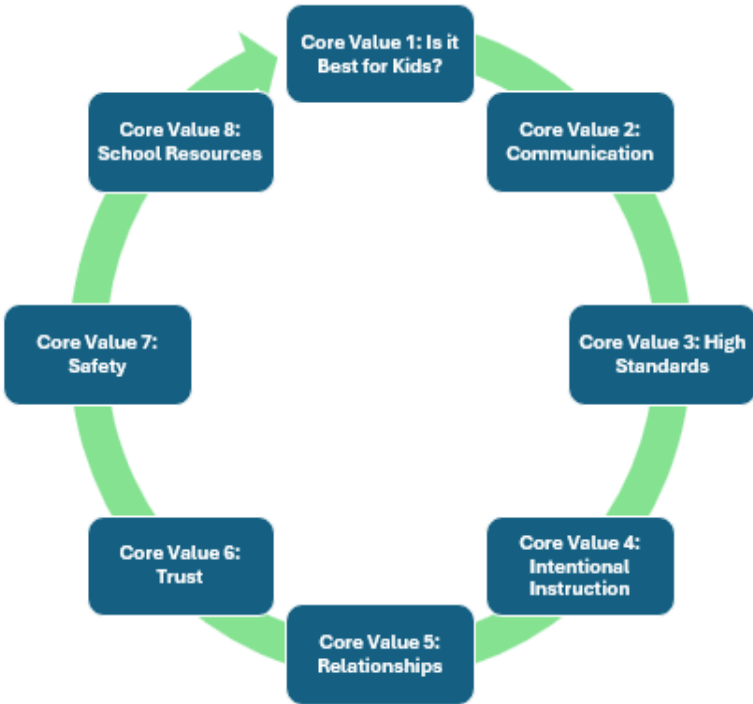 Core Value 1: Is it
Best for Kids?
Core Value 2:
Communication
Core Value 3: High
Standards
Core Value 4:
Intentional
Instruction
Core Value 5:
Relationships
Core Value 6:
Trust
Core Value 7:
Safety
Core Value 8:
School Resources